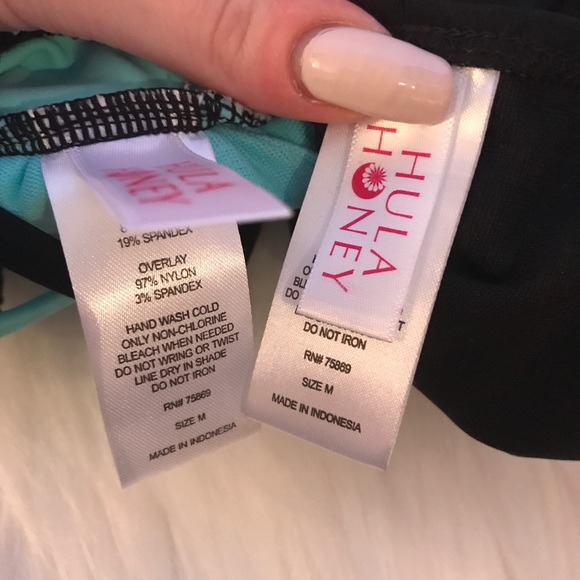 HULA
HONEY
19% SPANDEX
OVERLAY
97% NYLON
3% SPANDEX
HAND WASH COLD
ONLY NON-CHLORINE
BLEACH WHEN NEEDED
DO NOT WRING OR TWIST
LINE DRY IN SHADE
DO NOT IRON
RN# 75869
SIZE M
MADE IN INDONESIA
HULA
HONEY
DO NOT IRON
RN# 75869
SIZE M
MADE IN INDONESIA